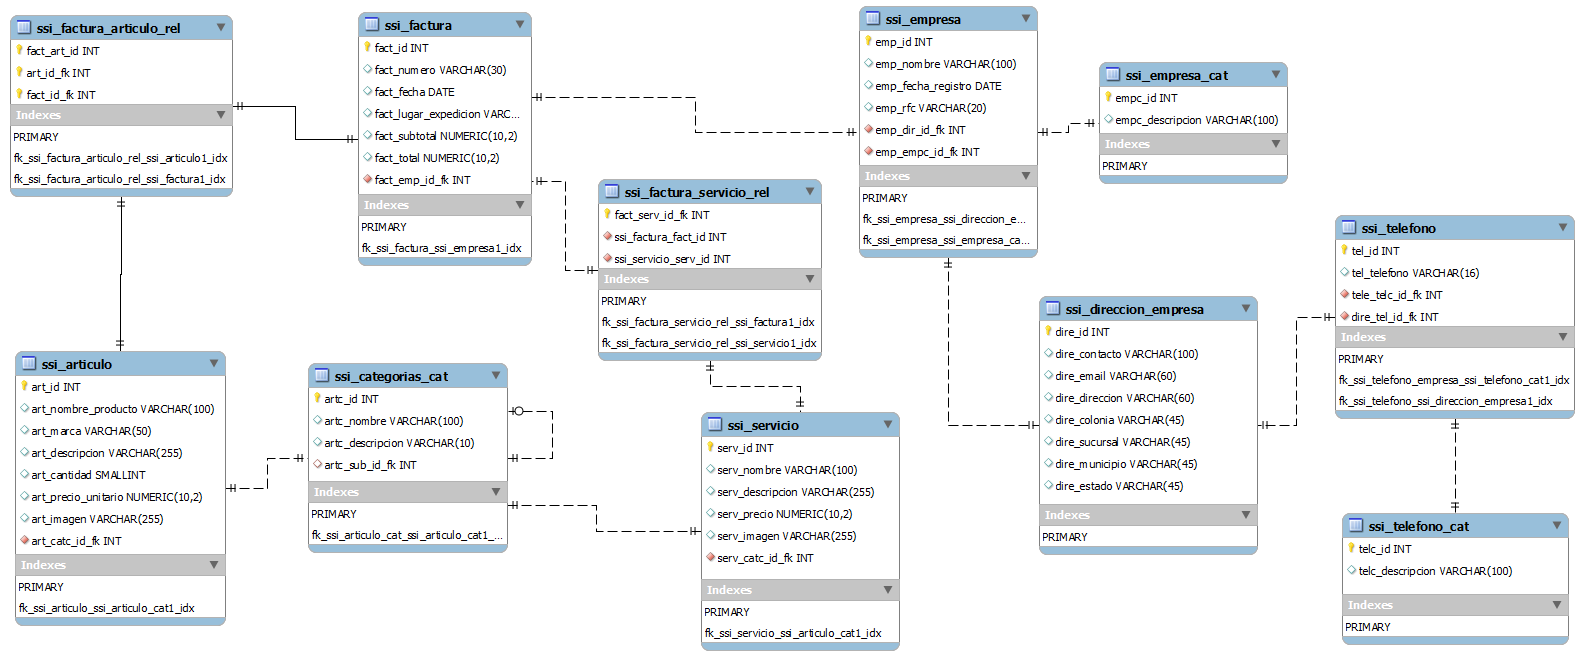 ssi_factura_articulo_rel
fact_art_id INT
art_id_fk INT
fact_id_fk INT
Indexes
PRIMARY
fk_ssi_factura_articulo_rel_ssi_articulo1_idx
fk_ssi_factura_articulo_rel_ssi_factura1_idx
ssi_factura
fact_id INT
fact_numero VARCHAR(30)
fact_fecha DATE
fact_lugar_expedicion VARC...
fact_subtotal NUMERIC(10,2)
fact_total NUMERIC(10,2)
fact_emp_id_fk INT
Indexes
PRIMARY
fk_ssi_factura_ssi_empresa1_idx
ssi_factura_servicio_rel
fact_serv_id_fk INT
ssi_factura_fact_id INT
ssi_servicio_serv_id INT
Indexes
PRIMARY
fk_ssi_factura_servicio_rel_ssi_factura1_idx
fk_ssi_factura_servicio_rel_ssi_servicio1_idx
ssi_empresa
emp_id INT
emp_nombre VARCHAR(100)
emp_fecha_registro DATE
emp_rfc VARCHAR(20)
emp_dir_id_fk INT
emp_empc_id_fk INT
Indexes
PRIMARY
fk_ssi_empresa_ssi_direccion_e...
fk_ssi_empresa_ssi_empresa_ca...
ssi_empresa_cat
empc_id INT
empc_descripcion VARCHAR(100)
Indexes
PRIMARY
ssi_telefono
tel_id INT
tel_telefono VARCHAR(16)
tele_telc_id_fk INT
dire_tel_id_fk INT
Indexes
PRIMARY
fk_ssi_telefono_empresa_ssi_telefono_cat1_idx
fk_ssi_telefono_ssi_direccion_empresa1_idx
ssi_direccion_empresa
dire_id INT
dire_contacto VARCHAR(100)
dire_email VARCHAR(60)
dire_direccion VARCHAR(60)
dire_colonia VARCHAR(45)
dire_sucursal VARCHAR(45)
dire_municipio VARCHAR(45)
dire_estado VARCHAR(45)
Indexes
PRIMARY
ssi_articulo
art_id INT
art_nombre_producto VARCHAR(100)
art_marca VARCHAR(50)
art_descripcion VARCHAR(255)
art_cantidad SMALLINT
art_precio_unitario NUMERIC(10,2)
art_imagen VARCHAR(255)
art_catc_id_fk INT
Indexes
PRIMARY
fk_ssi_articulo_ssi_articulo_cat1_idx
ssi_categorias_cat
artc_id INT
artc_nombre VARCHAR(100)
artc_descripcion VARCHAR(10)
artc_sub_id_fk INT
Indexes
PRIMARY
fk_ssi_articulo_cat_ssi_articulo_cat1_...
ssi_servicio
serv_id INT
serv_nombre VARCHAR(100)
serv_descripcion VARCHAR(255)
serv_precio NUMERIC(10,2)
serv_imagen VARCHAR(255)
serv_catc_id_fk INT
Indexes
PRIMARY
fk_ssi_servicio_ssi_articulo_cat1_idx
ssi_telefono_cat
telc_id INT
telc_descripcion VARCHAR(100)
Indexes
PRIMARY